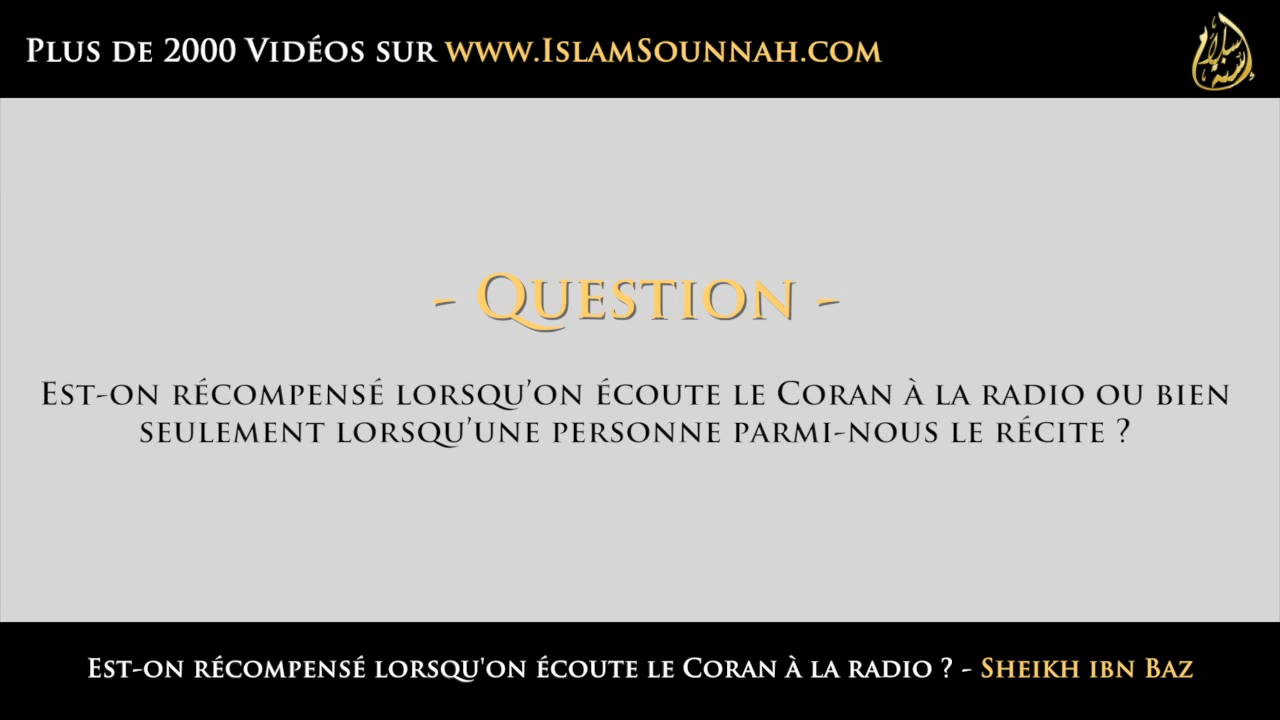 Plus de 2000 Vidéos sur www.IslamSounnah.com
إسلام
السنة
- Question -
Est-on récompensé lorsqu’on écoute le Coran à la radio ou bien
seulement lorsqu’une personne parmi-nous le récite ?
Est-on récompensé lorsqu'on écoute le Coran à la radio ? - Sheikh ibn Baz